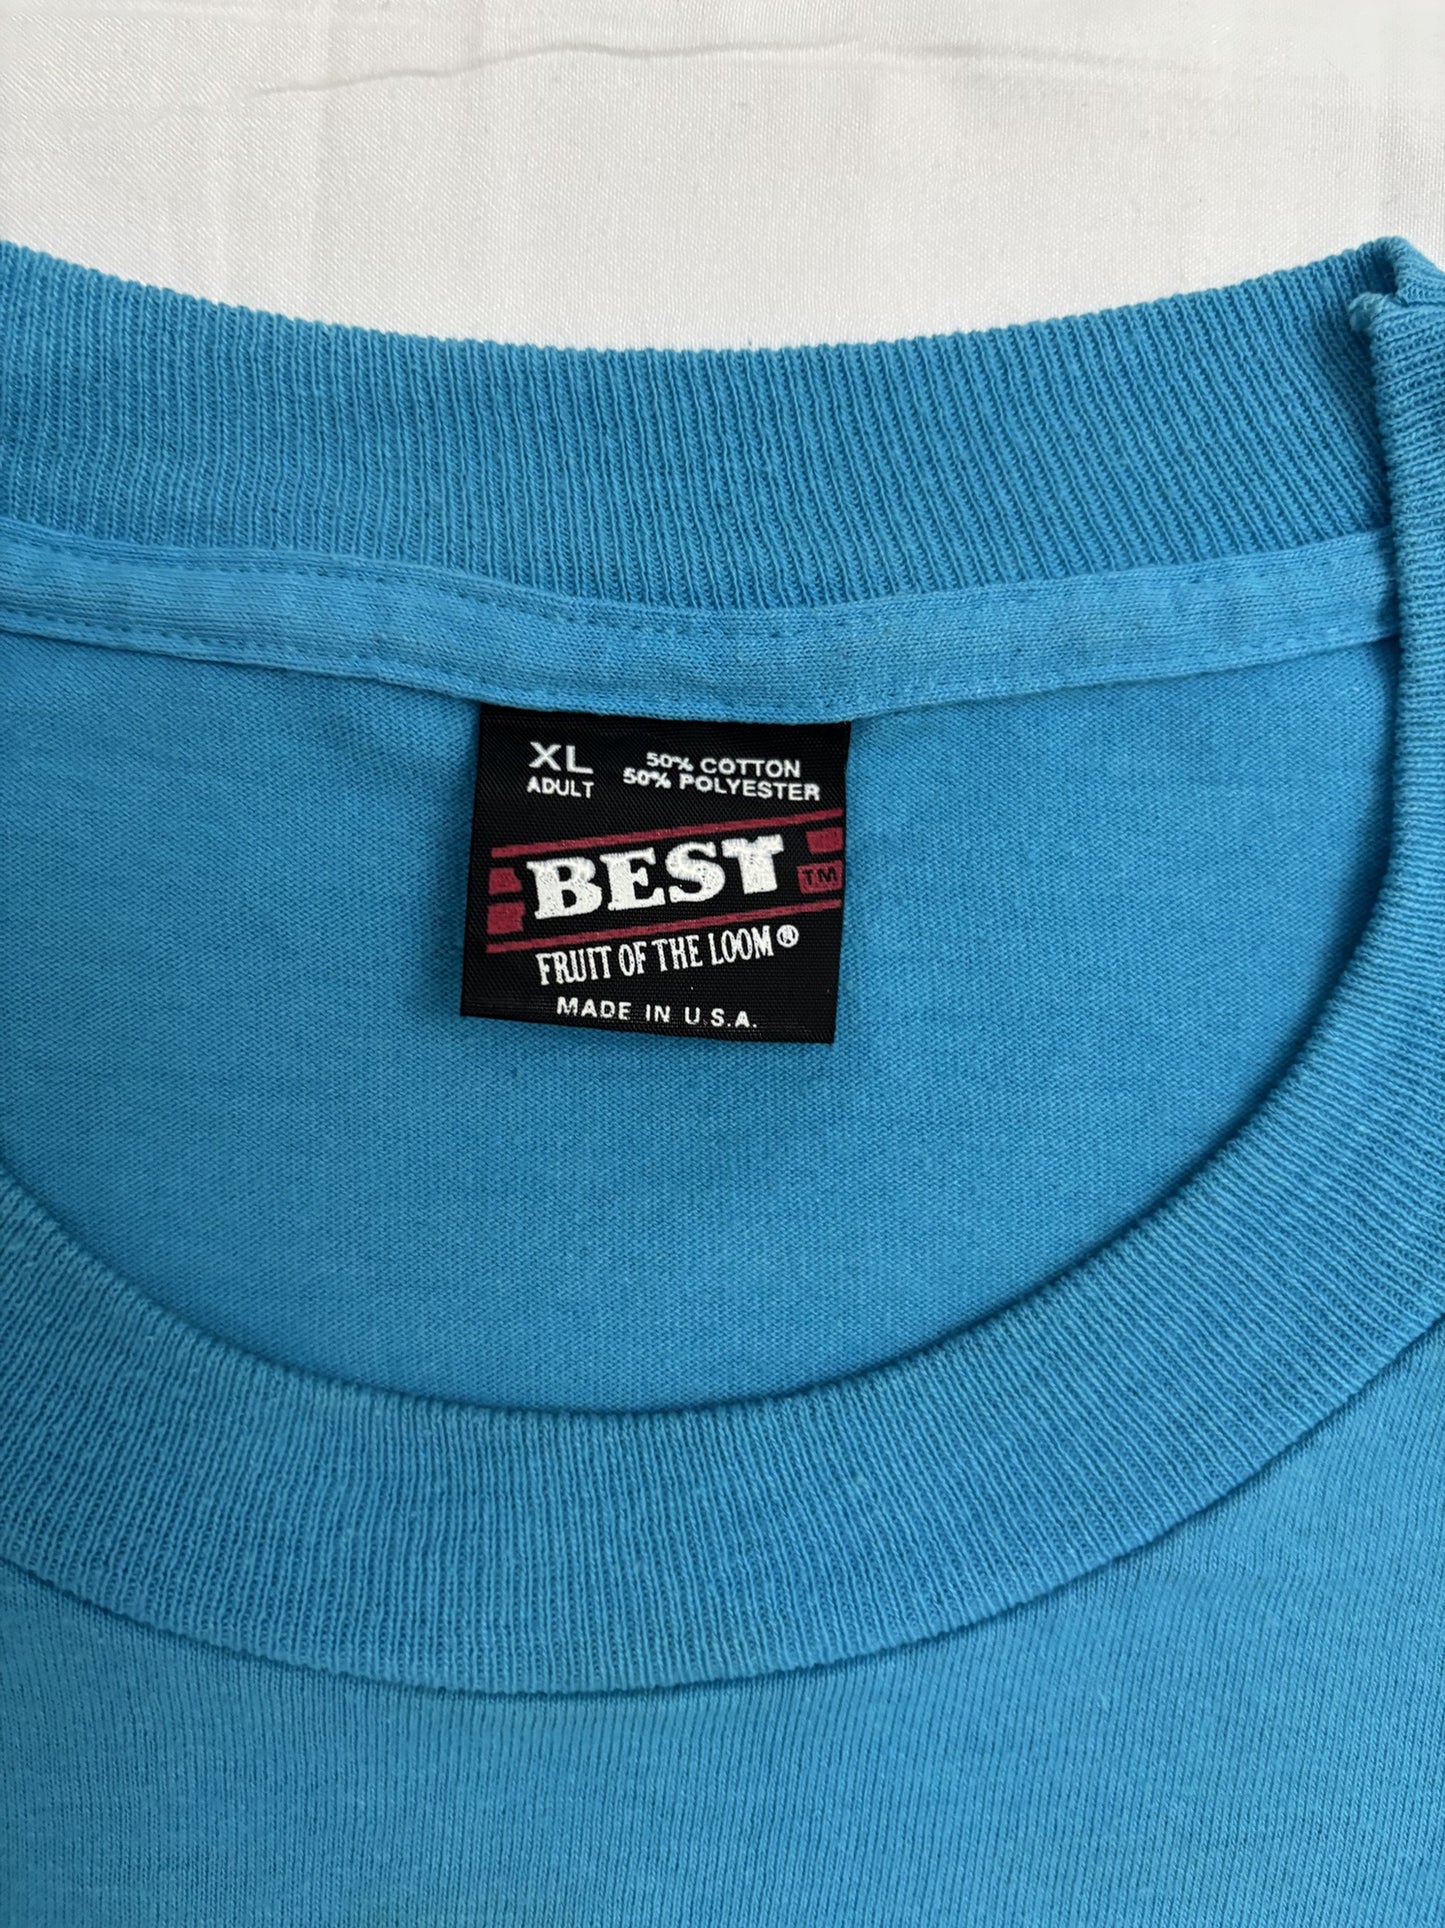 XL
ADULT
50% COTTON
50% POLYESTER
BEST TM
FRUIT OF THE LOOM®
MADE IN U.S.A.